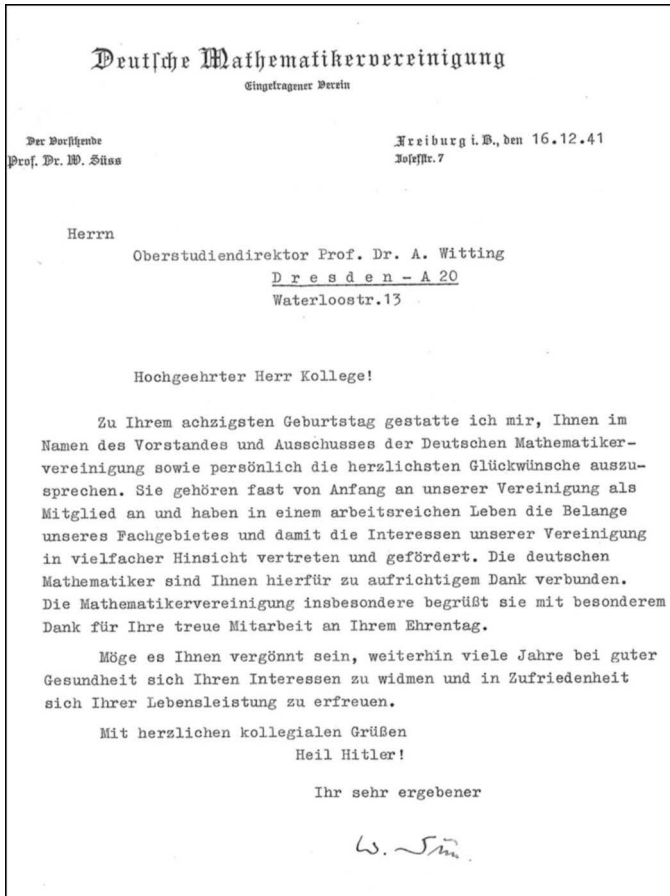 Deutsche Mathematikervereinigung
Eingetragener Verein
Der Vorsitzende
Prof. Dr. W. Süss
Freiburg i. B., den 16.12.41
Josefstr. 7
Herrn
Oberstudiendirektor Prof. Dr. A. Witting
Dresden-A 20
Waterloostr.13
Hochgeehrter Herr Kollege!
Zu Ihrem achzigsten Geburtstag gestatte ich mir, Ihnen im
Namen des Vorstandes und Ausschusses der Deutschen Mathematiker-
vereinigung sowie persönlich die herzlichsten Glückwünsche auszu-
sprechen. Sie gehören fast von Anfang an unserer Vereinigung als
Mitglied an und haben in einem arbeitsreichen Leben die Belange
unseres Fachgebietes und damit die Interessen unserer Vereinigung
in vielfacher Hinsicht vertreten und gefördert. Die deutschen
Mathematiker sind Ihnen hierfür zu aufrichtigem Dank verbunden.
Die Mathematikervereinigung insbesondere begrüßt sie mit besonderem
Dank für Ihre treue Mitarbeit an Ihrem Ehrentag.
Möge es Ihnen vergönnt sein, weiterhin viele Jahre bei guter
Gesundheit sich Ihren Interessen zu widmen und in Zufriedenheit
sich Ihrer Lebensleistung zu erfreuen.
Mit herzlichen kollegialen Grüßen
Heil Hitler!
Ihr sehr ergebener
W. Süss